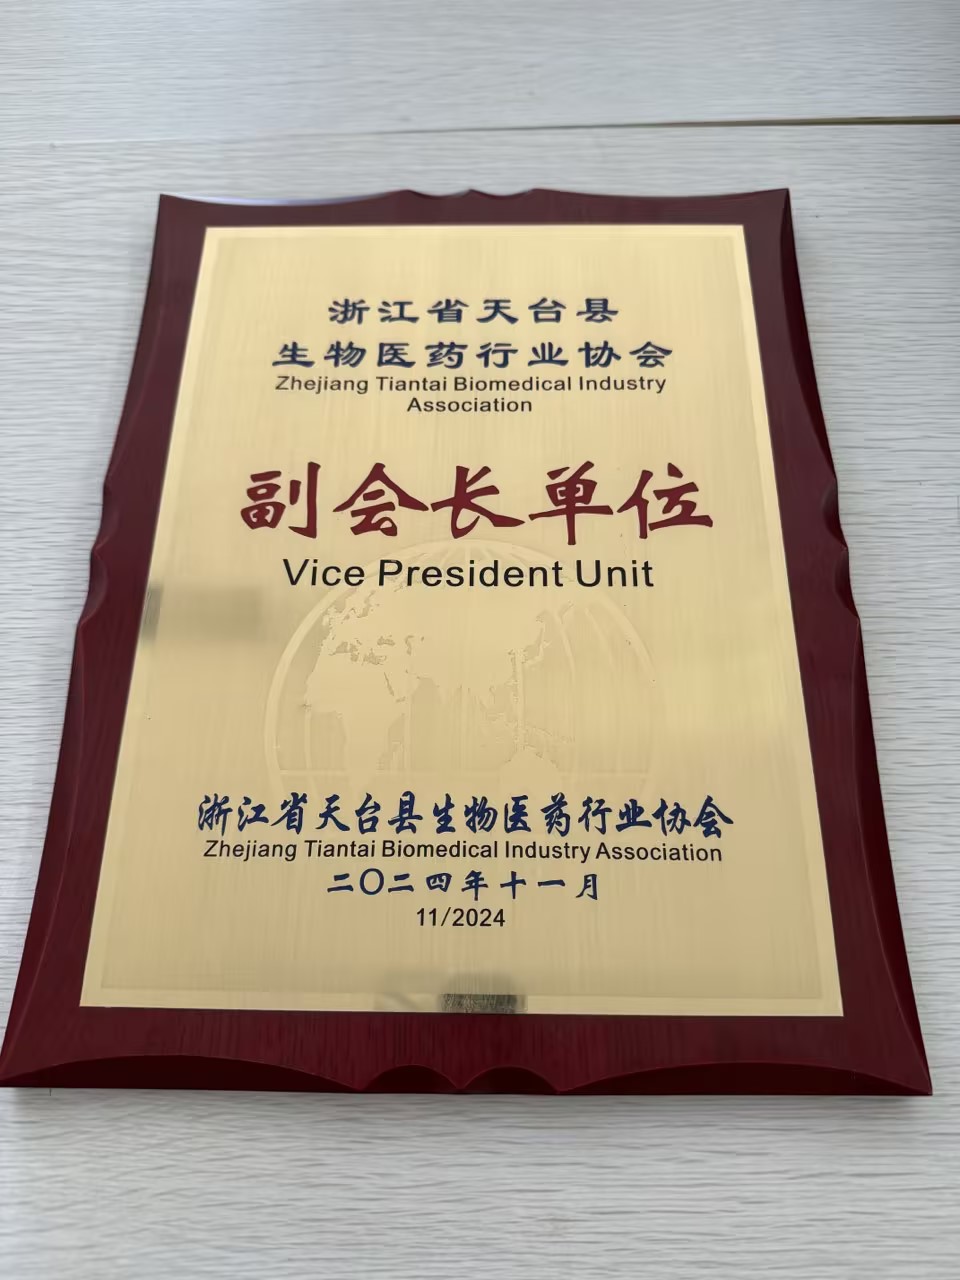 浙江省天台县
生物医药行业协会
Zhejiang Tiantai Biomedical Industry
Association
副会长单位
Vice President Unit
浙江省天台县生物医药行业协会
Zhejiang Tiantai Biomedical Industry Association
二〇二四年十一月
11/2024